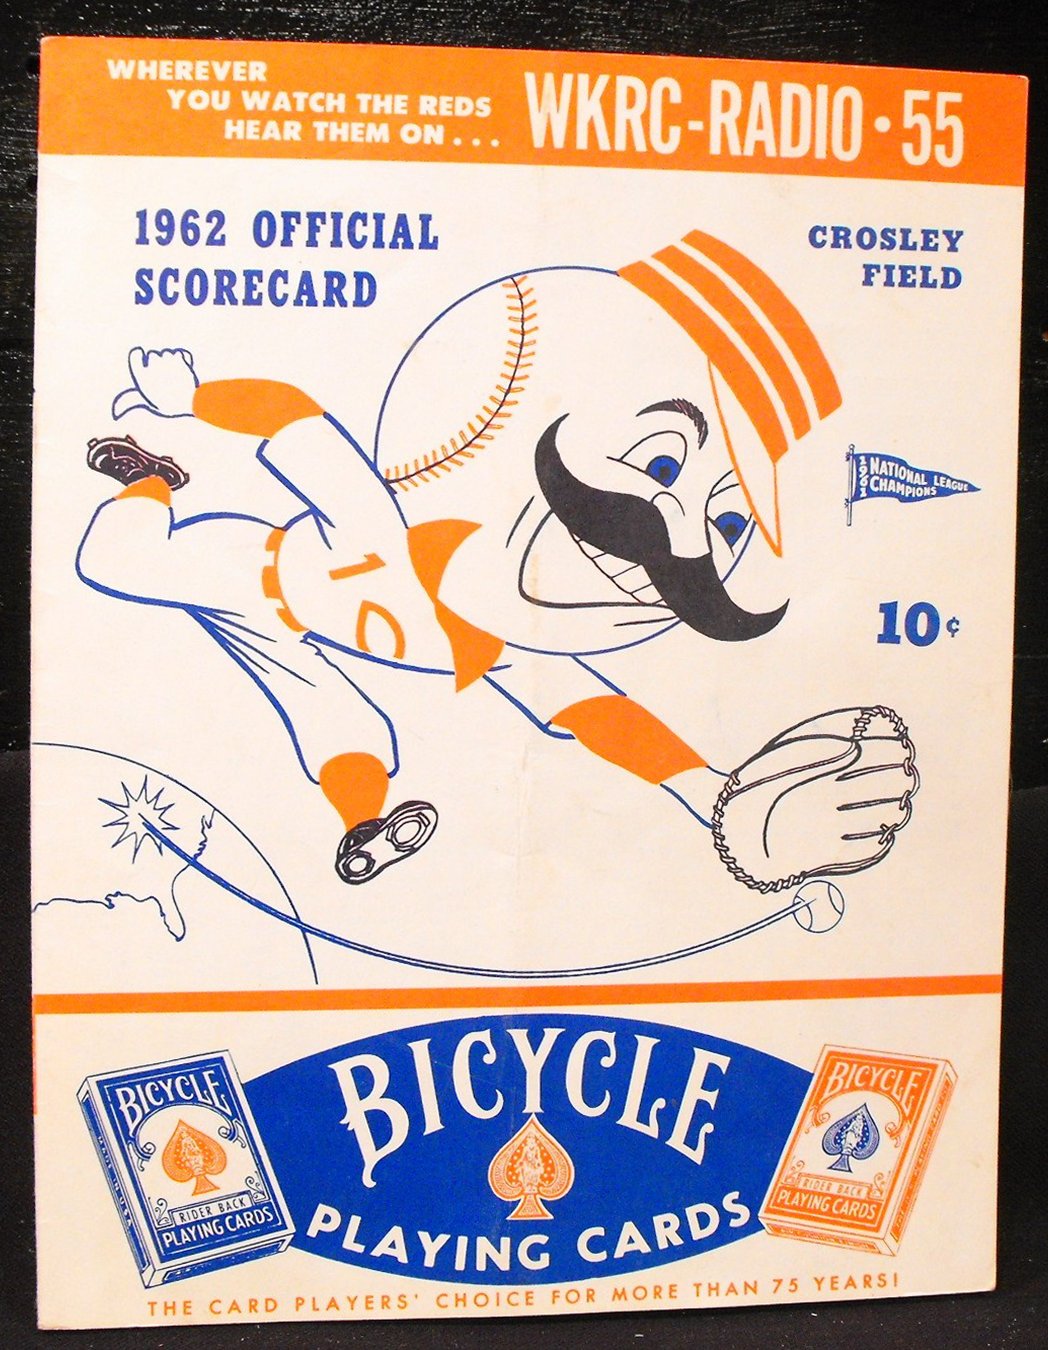 WHEREVER
YOU WATCH THE REDS
HEAR THEM ON . . .
WKRC-RADIO • 55
1962 OFFICIAL
SCORECARD
CROSLEY
FIELD
1961
NATIONAL LEAGUE
CHAMPIONS
10¢
BICYCLE
PLAYING CARDS
BICYCLE
RIDER BACK
PLAYING CARDS
BICYCLE
RIDER BACK
PLAYING CARDS
THE CARD PLAYERS' CHOICE FOR MORE THAN 75 YEARS!